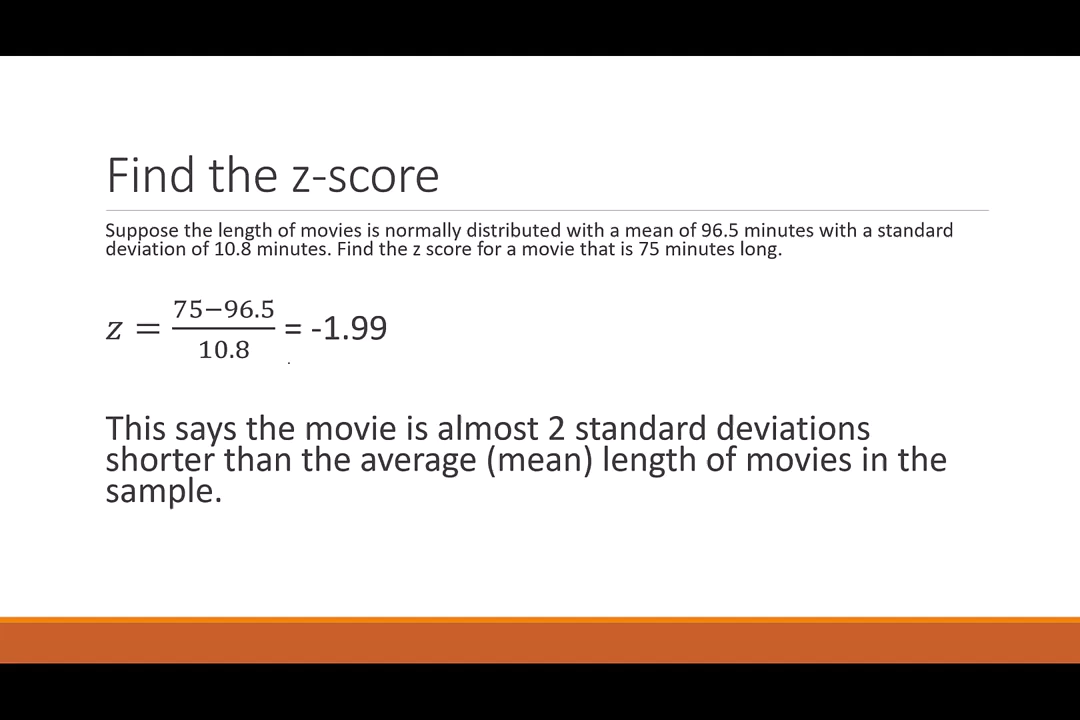 Find the z-score
Suppose the length of movies is normally distributed with a mean of 96.5 minutes with a standard
deviation of 10.8 minutes. Find the z score for a movie that is 75 minutes long.
𝑧 = (75−96.5)/10.8 = -1.99
This says the movie is almost 2 standard deviations
shorter than the average (mean) length of movies in the
sample.